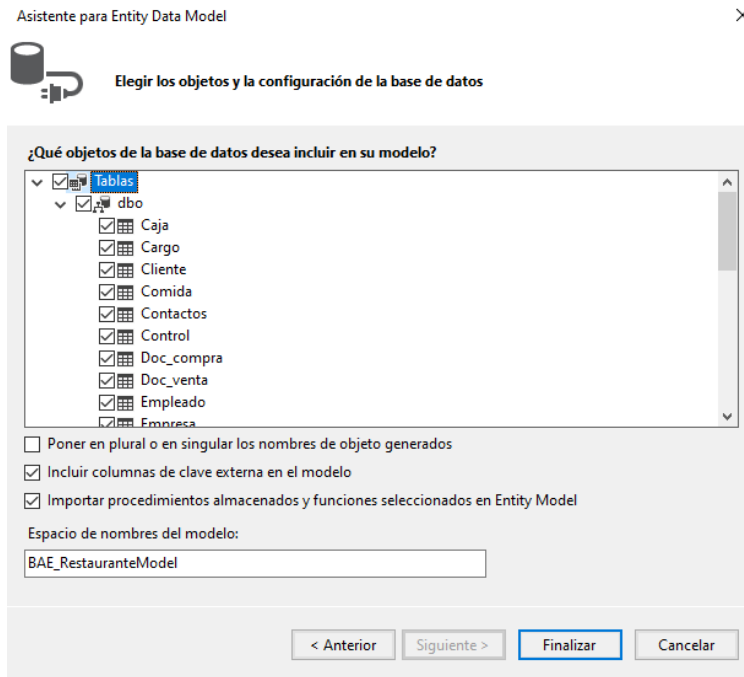 Asistente para Entity Data Model
Elegir los objetos y la configuración de la base de datos
¿Qué objetos de la base de datos desea incluir en su modelo?
Tablas
dbo
Caja
Cargo
Cliente
Comida
Contactos
Control
Doc_compra
Doc_venta
Empleado
Empresa
Poner en plural o en singular los nombres de objeto generados
Incluir columnas de clave externa en el modelo
Importar procedimientos almacenados y funciones seleccionados en Entity Model
Espacio de nombres del modelo:
BAE_RestauranteModel
< Anterior Siguiente > Finalizar Cancelar